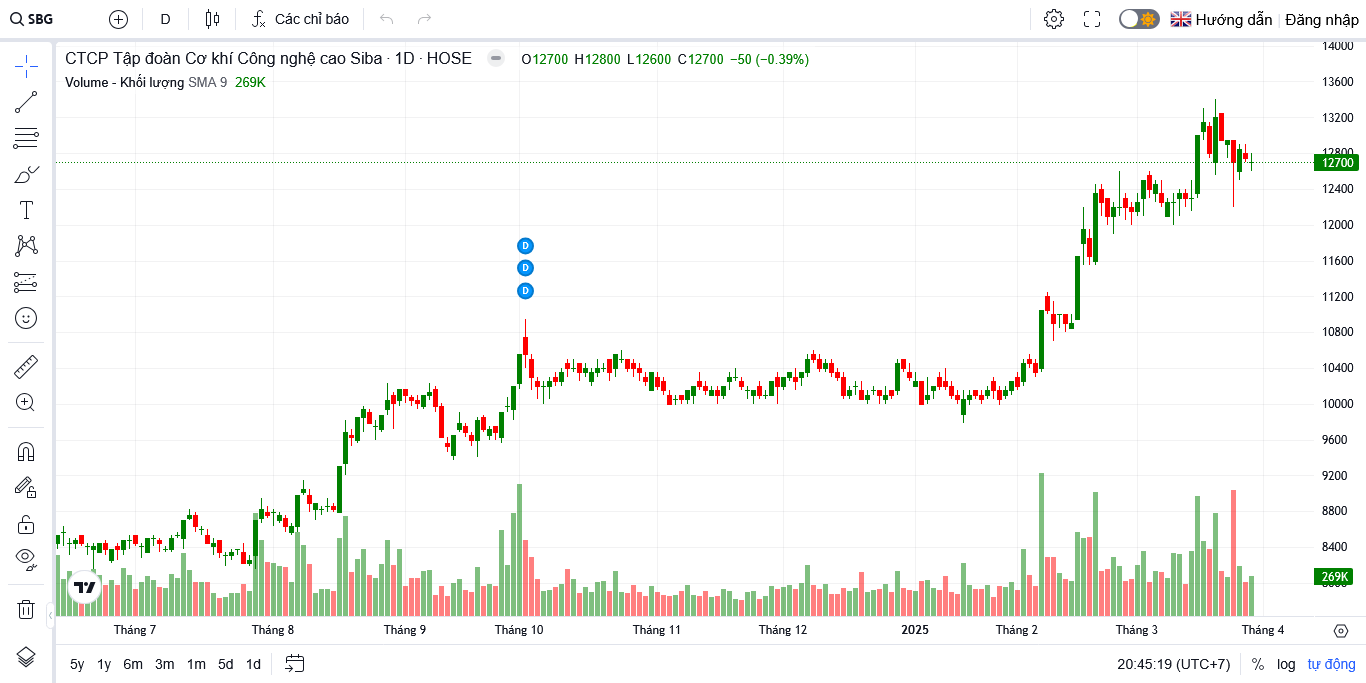 SBG D Các chỉ báo Hướng dẫn Đăng nhập
CTCP Tập đoàn Cơ khí Công nghệ cao Siba · 1D · HOSE O12700 H12800 L12600 C12700 −50 (−0.39%)
Volume - Khối lượng SMA 9 269K
14000
13600
13200
12800
12700
12400
12000
11600
11200
10800
10400
10000
9600
9200
8800
8400
269K
D
D
D
Tháng 7 Tháng 8 Tháng 9 Tháng 10 Tháng 11 Tháng 12 2025 Tháng 2 Tháng 3 Tháng 4
5y 1y 6m 3m 1m 5d 1d 20:45:19 (UTC+7) % log tự động